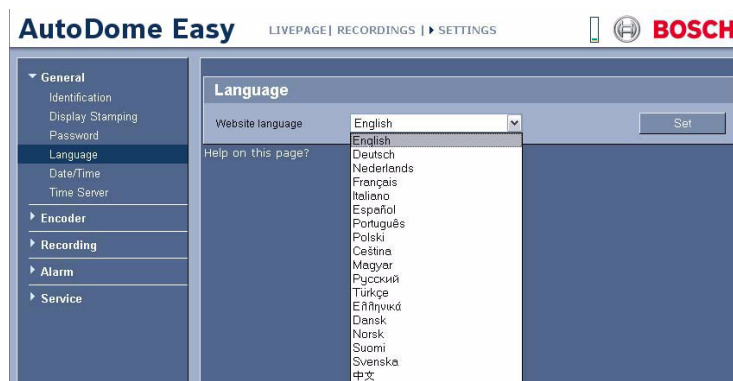 AutoDome Easy LIVEPAGE| RECORDINGS | SETTINGS BOSCH
General
Identification
Display Stamping
Password
Language
Date/Time
Time Server
Encoder
Recording
Alarm
Service
Language
Website language English Set
Help on this page?
English
Deutsch
Nederlands
Français
Italiano
Español
Português
Polski
Ceština
Magyar
Русский
Türkçe
Ελληνικά
Dansk
Norsk
Suomi
Svenska
中文